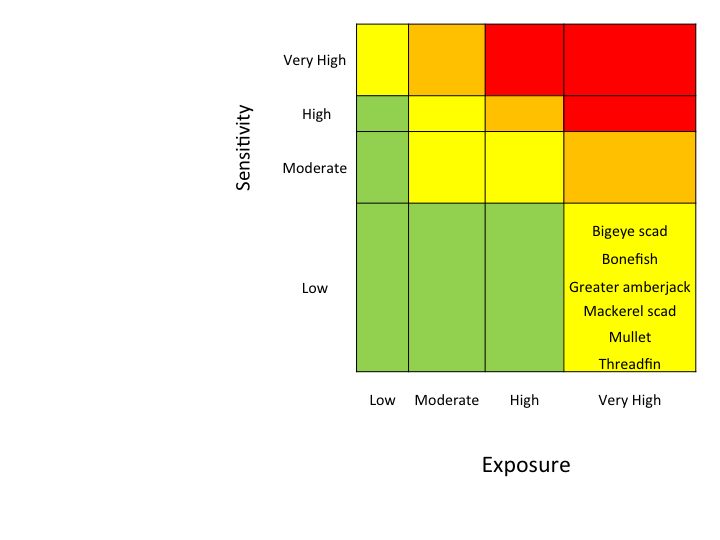 Very High
High
Moderate
Low
Sensitivity
Bigeye scad
Bonefish
Greater amberjack
Mackerel scad
Mullet
Threadfin
Low Moderate High Very High
Exposure